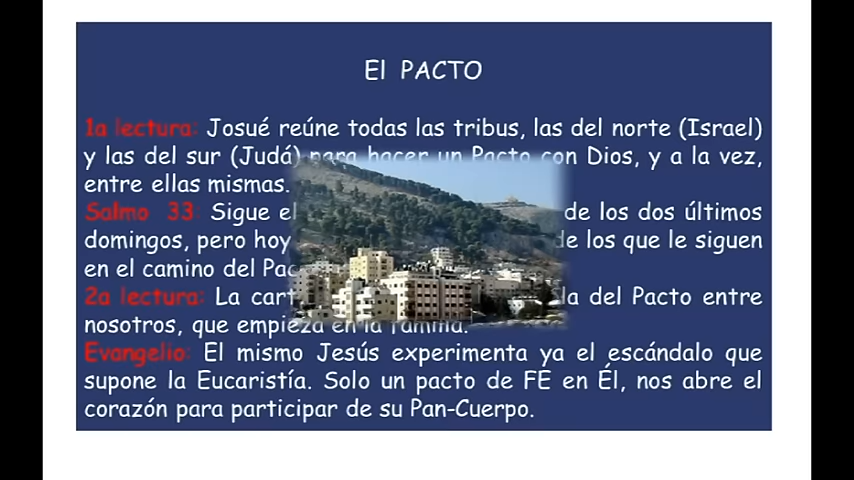 El PACTO
1a lectura: Josué reúne todas las tribus, las del norte (Israel)
y las del sur (Judá) para hacer un Pacto con Dios, y a la vez,
entre ellas mismas.
Salmo 33: Sigue el de los dos últimos
domingos, pero hoy de los que le siguen
en el camino del Pac
2a lectura: La cart la del Pacto entre
nosotros, que empieza en la familia.
Evangelio: El mismo Jesús experimenta ya el escándalo que
supone la Eucaristía. Solo un pacto de FE en Él, nos abre el
corazón para participar de su Pan-Cuerpo.